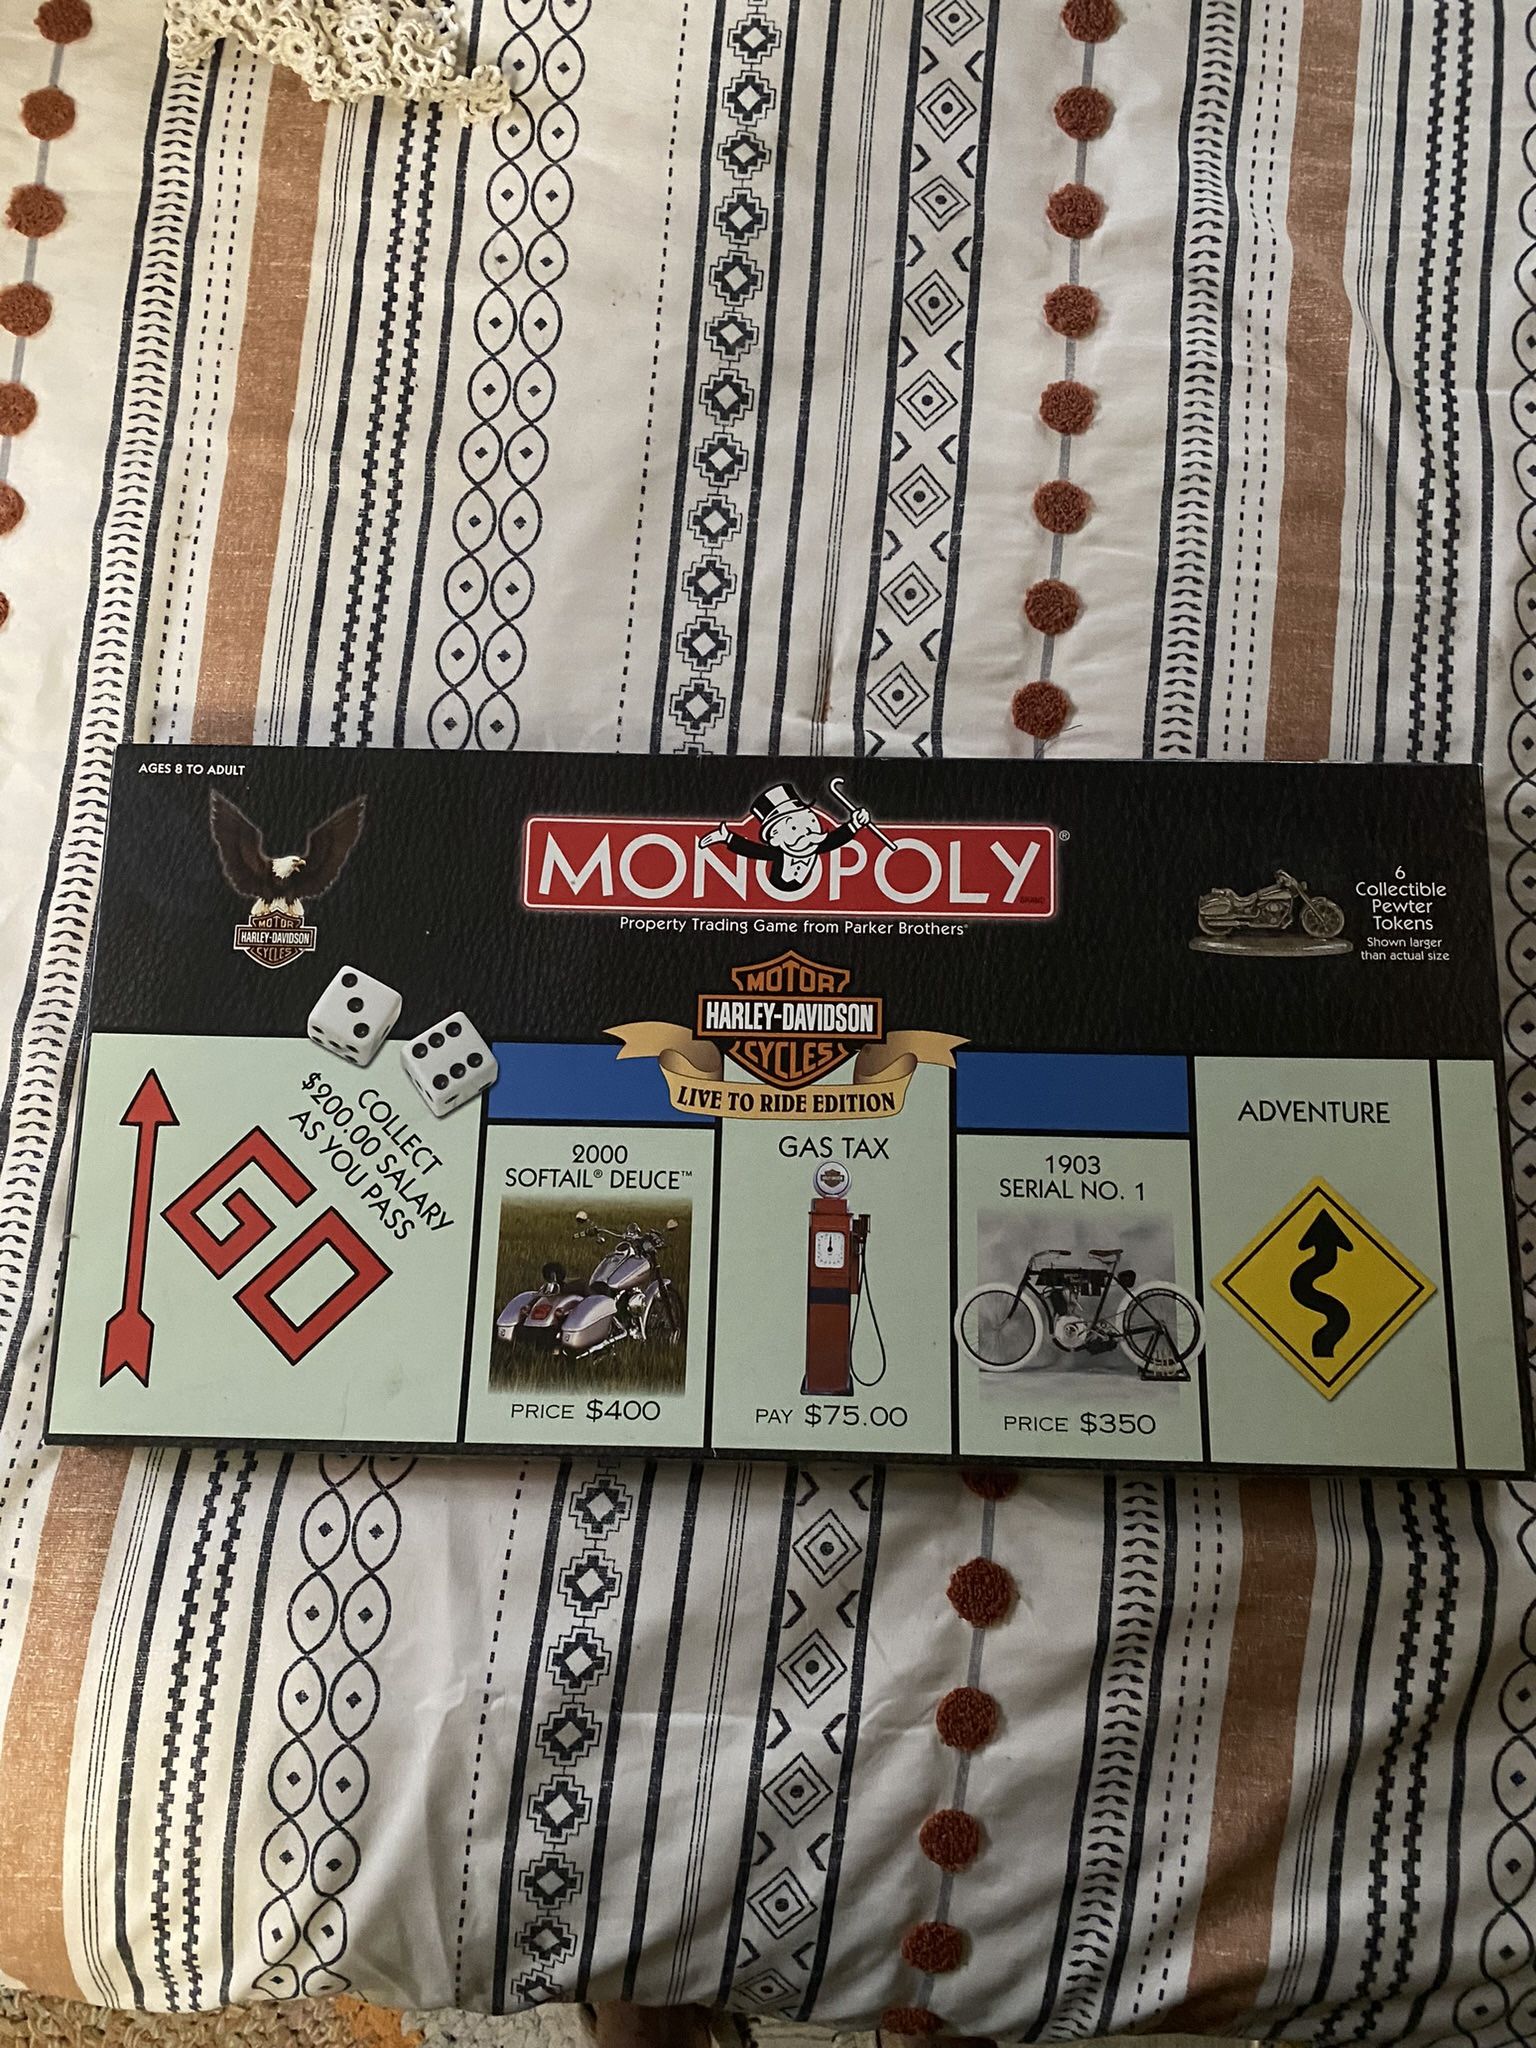 AGES 8 TO ADULT
MONOPOLY®
BRAND
Property Trading Game from Parker Brothers®
6
Collectible
Pewter
Tokens
Shown larger
than actual size
MOTOR
HARLEY-DAVIDSON
CYCLES
MOTOR
HARLEY-DAVIDSON
CYCLES
LIVE TO RIDE EDITION
COLLECT
$200.00 SALARY
AS YOU PASS
GO
2000
SOFTAIL® DEUCE™
PRICE $400
GAS TAX
PAY $75.00
1903
SERIAL NO. 1
PRICE $350
ADVENTURE